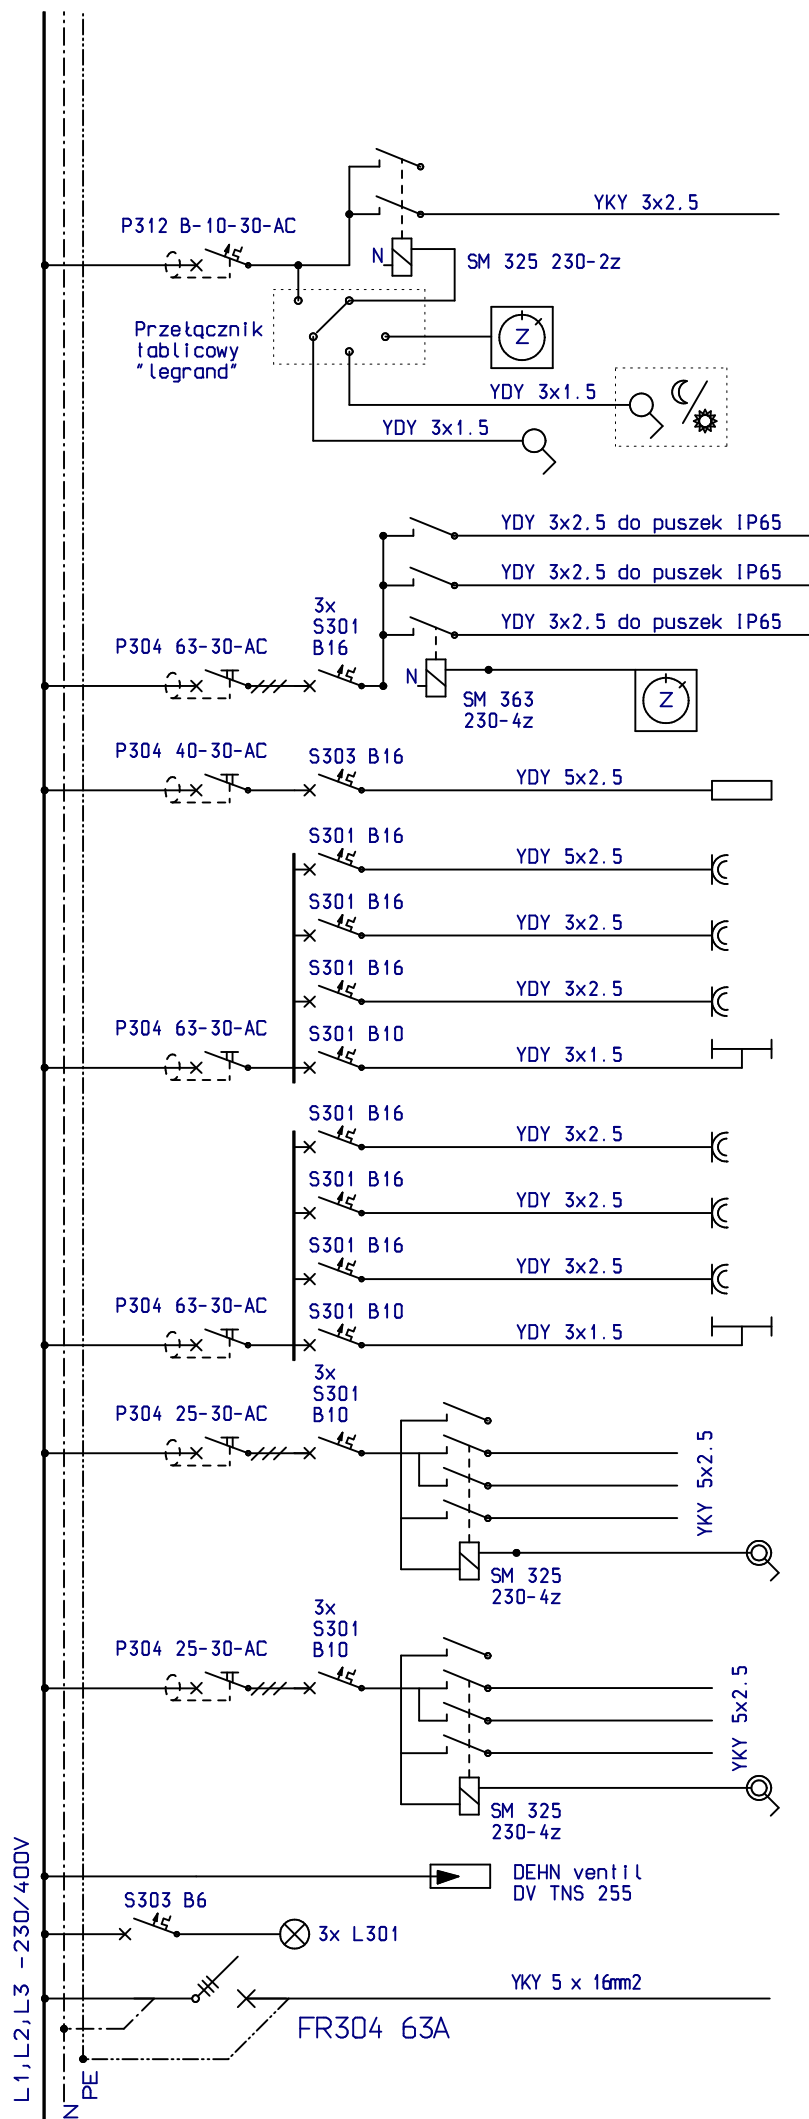 P312 B-10-30-AC
YKY 3x2.5
N
SM 325 230-2z
Przełącznik
tablicowy
"legrand"
Z
YDY 3x1.5
YDY 3x1.5
YDY 3x2.5 do puszek IP65
YDY 3x2.5 do puszek IP65
YDY 3x2.5 do puszek IP65
3x
S301
B16
P304 63-30-AC
N
SM 363
230-4z
Z
P304 40-30-AC
S303 B16
YDY 5x2.5
S301 B16
YDY 5x2.5
S301 B16
YDY 3x2.5
S301 B16
YDY 3x2.5
P304 63-30-AC
S301 B10
YDY 3x1.5
S301 B16
YDY 3x2.5
S301 B16
YDY 3x2.5
S301 B16
YDY 3x2.5
P304 63-30-AC
S301 B10
YDY 3x1.5
3x
S301
B10
P304 25-30-AC
YKY 5x2.5
SM 325
230-4z
3x
S301
B10
P304 25-30-AC
YKY 5x2.5
SM 325
230-4z
DEHN ventil
DV TNS 255
S303 B6
3x L301
YKY 5 x 16mm2
FR304 63A
L1,L2,L3 -230/400V
N
PE